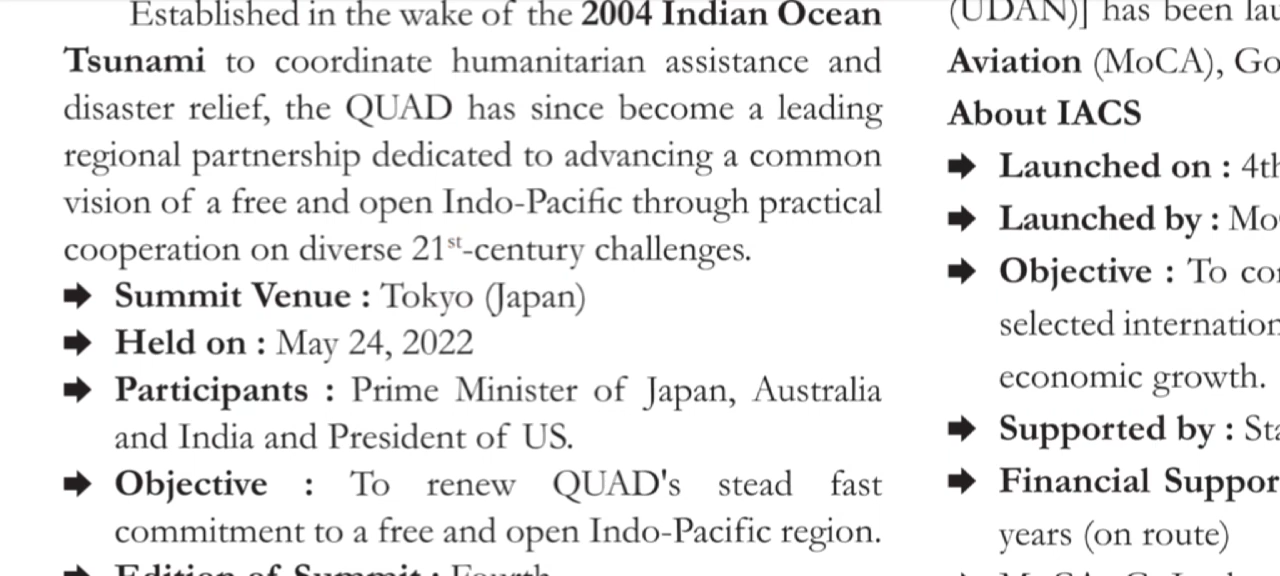 Established in the wake of the 2004 Indian Ocean
Tsunami to coordinate humanitarian assistance and
disaster relief, the QUAD has since become a leading
regional partnership dedicated to advancing a common
vision of a free and open Indo-Pacific through practical
cooperation on diverse 21st-century challenges.
➡ Summit Venue : Tokyo (Japan)
➡ Held on : May 24, 2022
➡ Participants : Prime Minister of Japan, Australia
and India and President of US.
➡ Objective : To renew QUAD's stead fast
commitment to a free and open Indo-Pacific region.
➡ Edition of Summit : Fourth
(UDAN)] has been lau
Aviation (MoCA), Go
About IACS
➡ Launched on : 4th
➡ Launched by : Mo
➡ Objective : To co
selected internation
economic growth.
➡ Supported by : Sta
➡ Financial Suppor
years (on route)